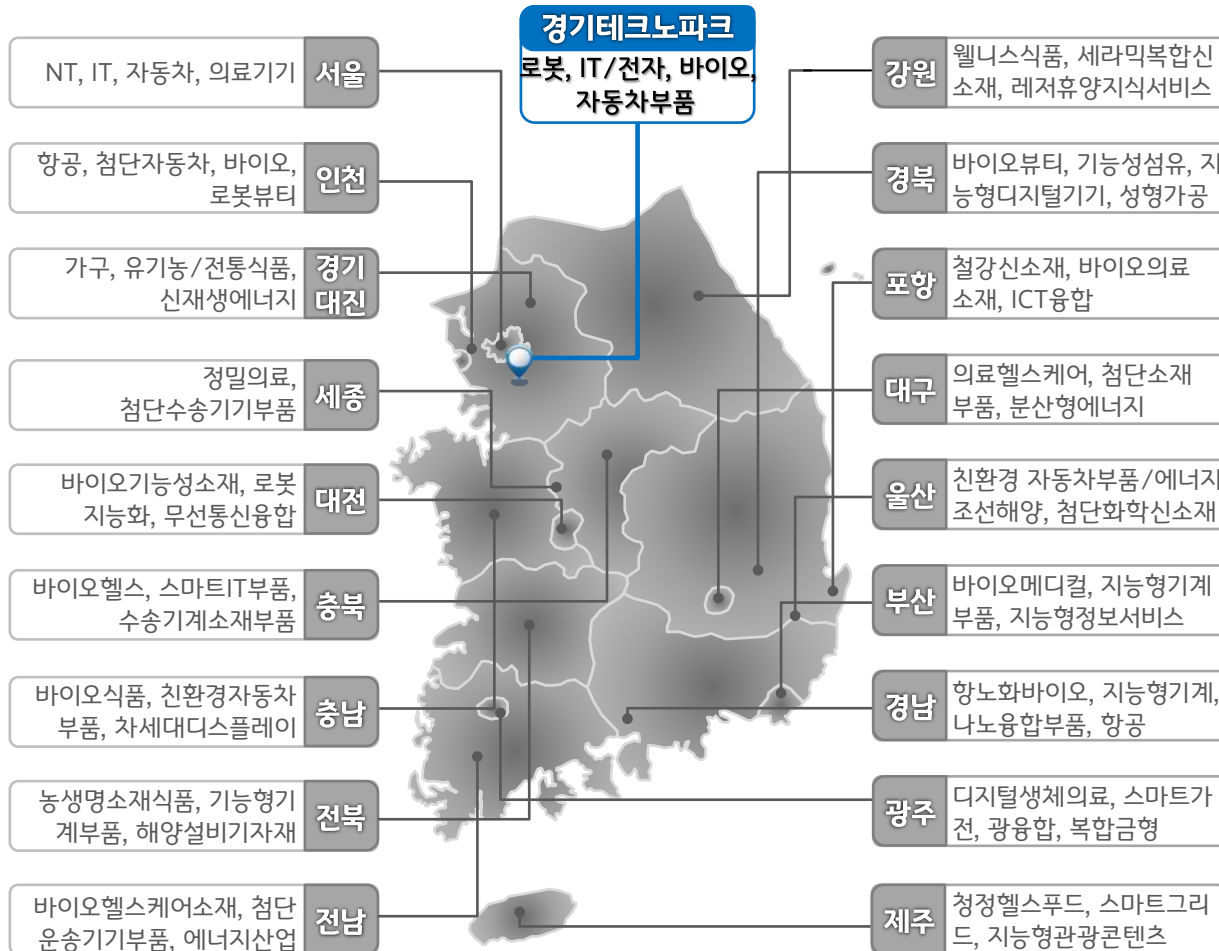 경기테크노파크
로봇, IT/전자, 바이오,
자동차부품
NT, IT, 자동차, 의료기기
서울
항공, 첨단자동차, 바이오,
로봇뷰티
인천
가구, 유기농/전통식품,
신재생에너지
경기
대진
정밀의료,
첨단수송기기부품
세종
바이오기능성소재, 로봇
지능화, 무선통신융합
대전
바이오헬스, 스마트IT부품,
수송기계소재부품
충북
바이오식품, 친환경자동차
부품, 차세대디스플레이
충남
농생명소재식품, 기능형기
계부품, 해양설비기자재
전북
바이오헬스케어소재, 첨단
운송기기부품, 에너지산업
전남
강원
웰니스식품, 세라믹복합신
소재, 레저휴양지식서비스
경북
바이오뷰티, 기능성섬유, 지
능형디지털기기, 성형가공
포항
철강신소재, 바이오의료
소재, ICT융합
대구
의료헬스케어, 첨단소재
부품, 분산형에너지
울산
친환경 자동차부품/에너지
조선해양, 첨단화학신소재
부산
바이오메디컬, 지능형기계
부품, 지능형정보서비스
경남
항노화바이오, 지능형기계,
나노융합부품, 항공
광주
디지털생체의료, 스마트가
전, 광융합, 복합금형
제주
청정헬스푸드, 스마트그리
드, 지능형관광콘텐츠